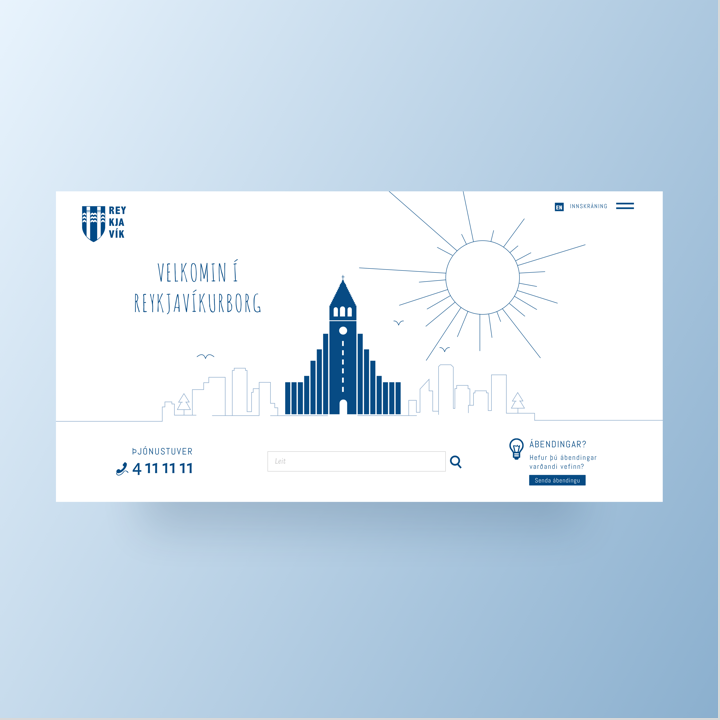 REY
KJA
VÍK
EN
INNSKRÁNING
VELKOMIN Í
REYKJAVÍKURBORG
ÞJÓNUSTUVER
4 11 11 11
Leit
ÁBENDINGAR?
Hefur þú ábendingar
varðandi vefinn?
Senda ábendingu